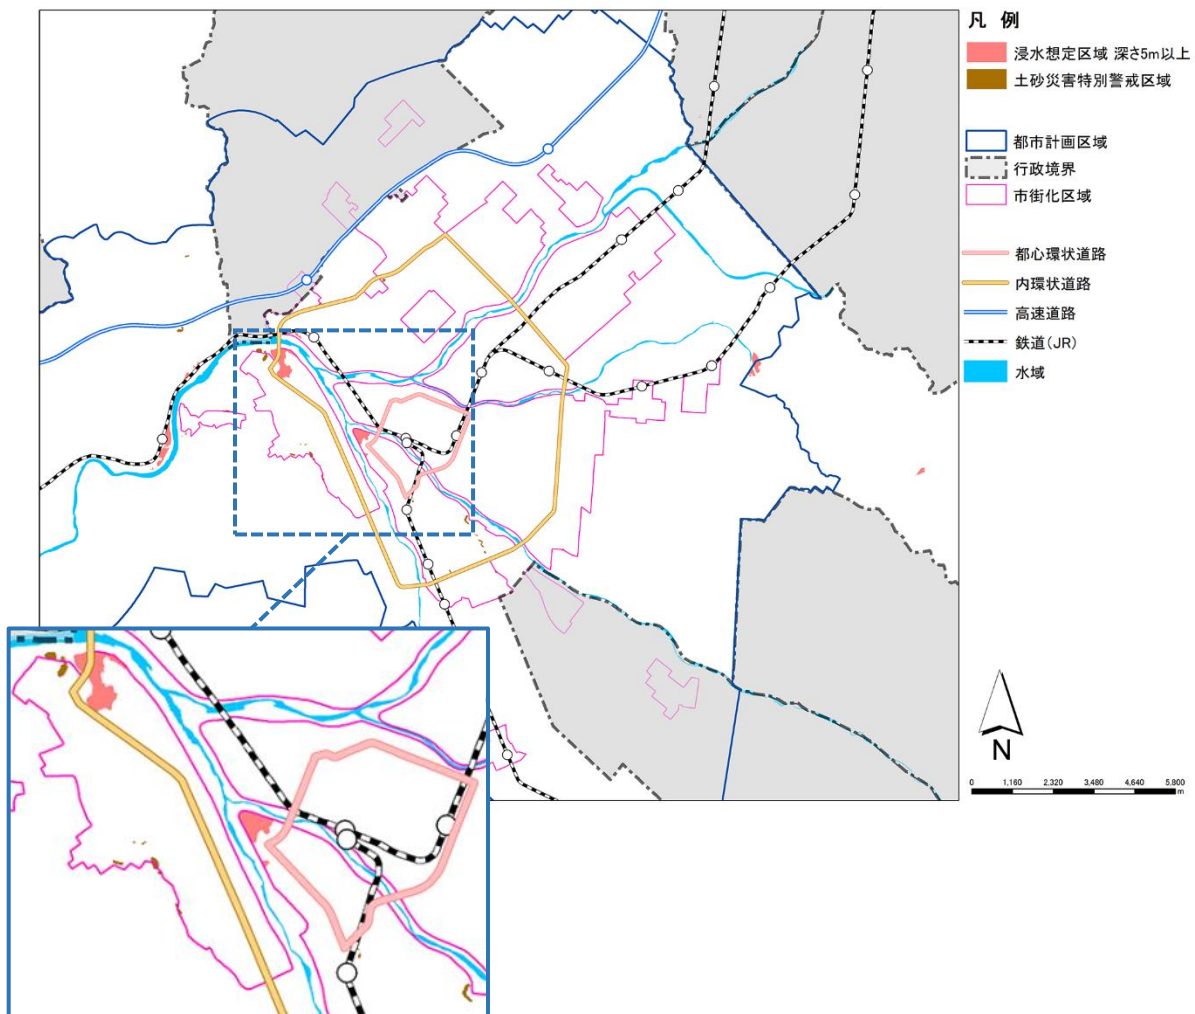 凡 例
浸水想定区域 深さ5m以上
土砂災害特別警戒区域
都市計画区域
行政境界
市街化区域
都心環状道路
内環状道路
高速道路
鉄道(JR)
水域
N
0 1,160 2,320 3,480 4,640 5,800
m